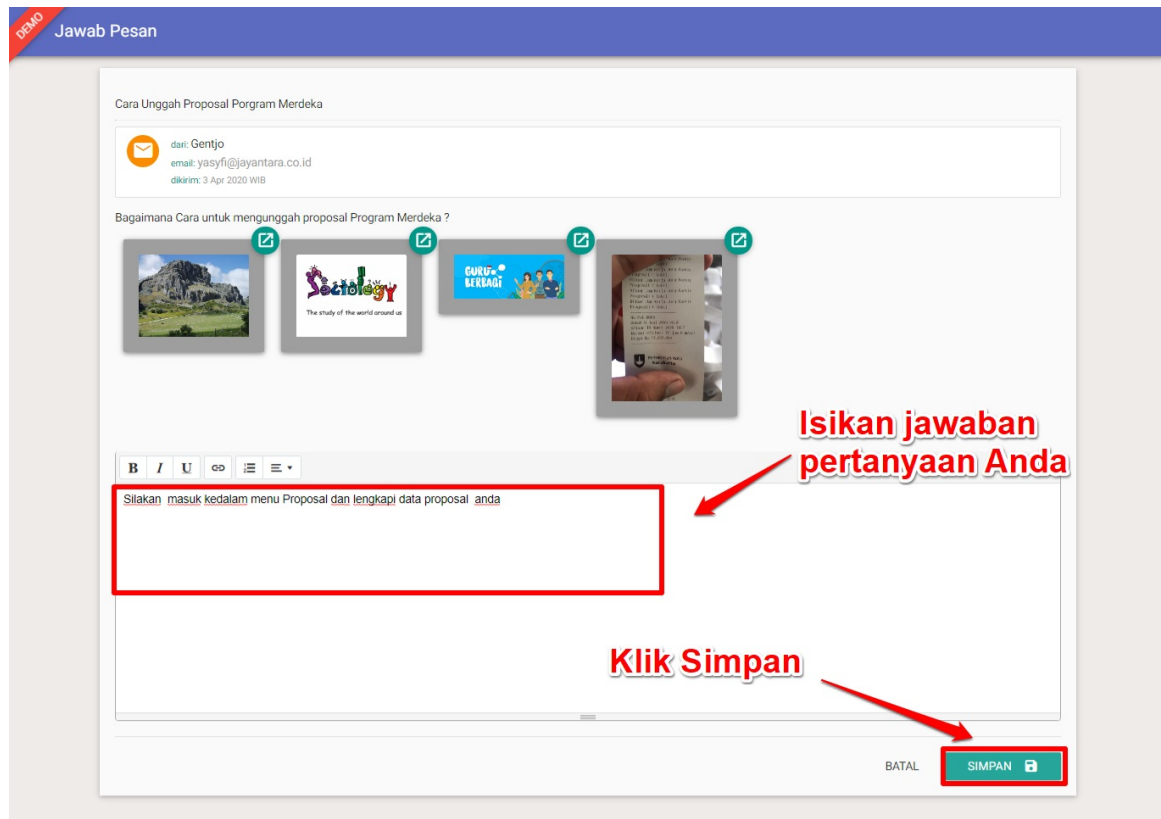 DEMO
Jawab Pesan
Cara Unggah Proposal Porgram Merdeka
dari: Gentjo
email: yasyfi@jayantara.co.id
dikirim: 3 Apr 2020 WIB
Bagaimana Cara untuk mengunggah proposal Program Merdeka ?
Sociology
The study of the world around us
GURU
BERBAGI
Isikan jawaban
pertanyaan Anda
B I U
Silakan masuk kedalam menu Proposal dan lengkapi data proposal anda
Klik Simpan
BATAL
SIMPAN